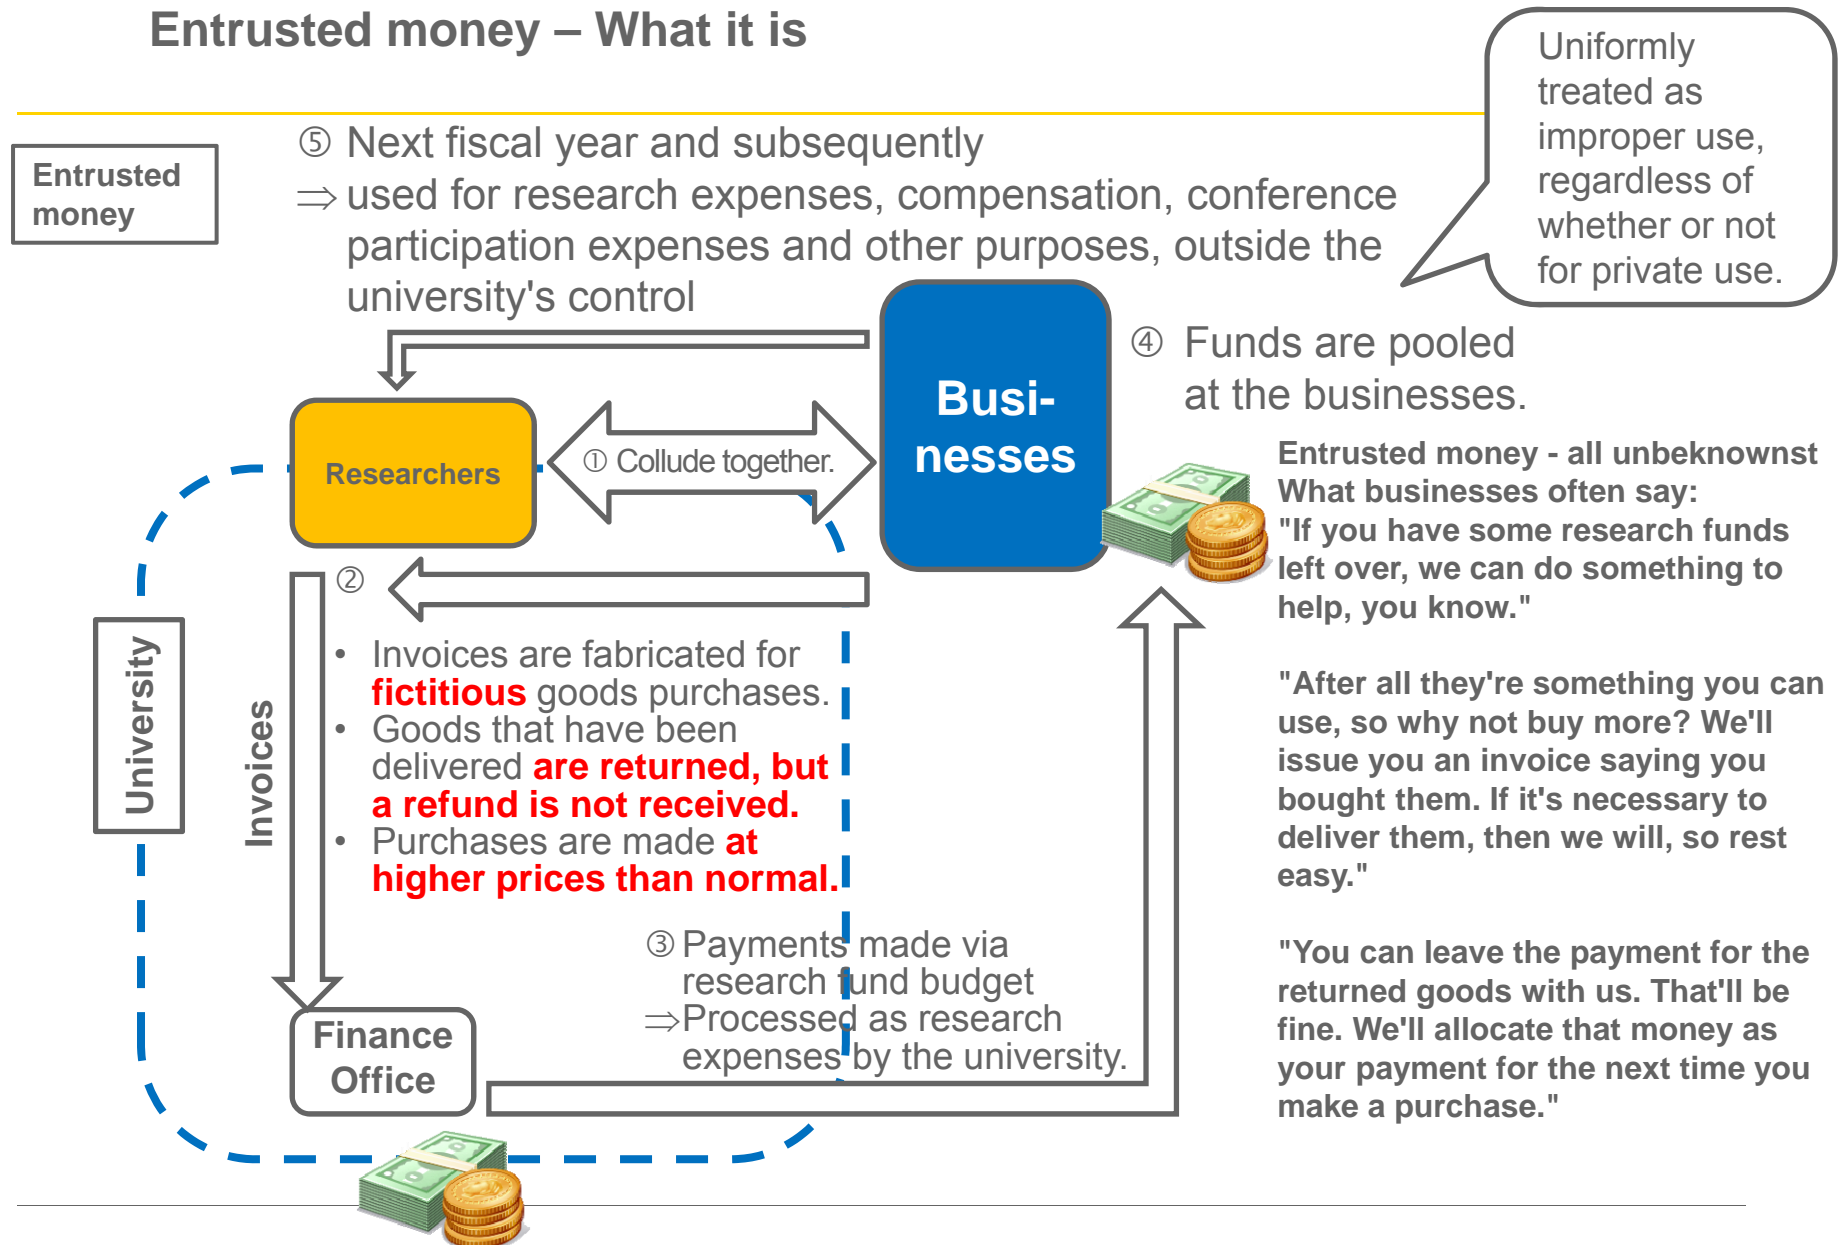 Entrusted money – What it is
Uniformly
treated as
improper use,
regardless of
whether or not
for private use.
Entrusted
money
⑤ Next fiscal year and subsequently
⇒ used for research expenses, compensation, conference
participation expenses and other purposes, outside the
university's control
Busi-
nesses
④ Funds are pooled
at the businesses.
Researchers
① Collude together.
Entrusted money - all unbeknownst
What businesses often say:
"If you have some research funds
left over, we can do something to
help, you know."
"After all they're something you can
use, so why not buy more? We'll
issue you an invoice saying you
bought them. If it's necessary to
deliver them, then we will, so rest
easy."
"You can leave the payment for the
returned goods with us. That'll be
fine. We'll allocate that money as
your payment for the next time you
make a purchase."
②
University
Invoices
• Invoices are fabricated for
fictitious goods purchases.
• Goods that have been
delivered are returned, but
a refund is not received.
• Purchases are made at
higher prices than normal.
③ Payments made via
research fund budget
⇒Processed as research
expenses by the university.
Finance
Office